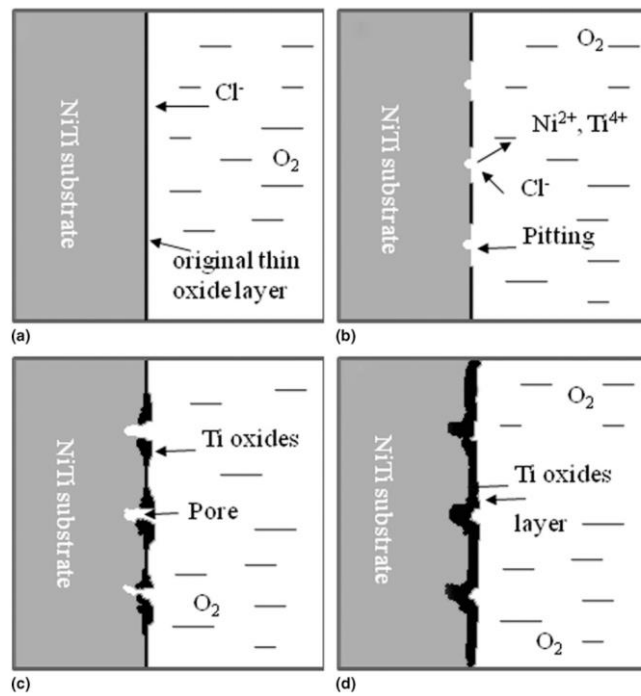 NiTi substrate
Cl-
O2
original thin
oxide layer
(a)
NiTi substrate
O2
Ni2+, Ti4+
Cl-
Pitting
(b)
NiTi substrate
Ti oxides
Pore
O2
(c)
NiTi substrate
O2
Ti oxides
layer
O2
(d)